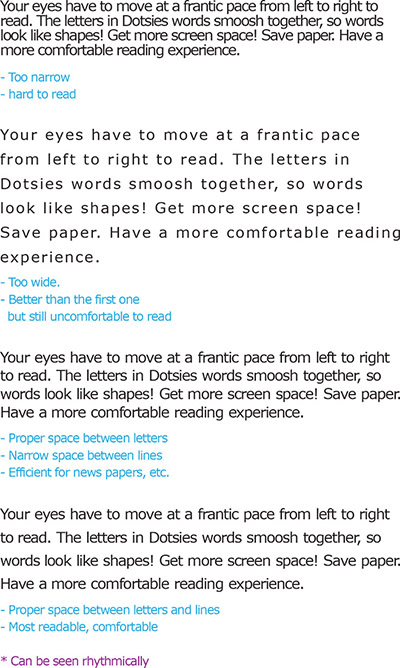 Your eyes have to move at a frantic pace from left to right to
read. The letters in Dotsies words smoosh together, so words
look like shapes! Get more screen space! Save paper. Have a
more comfortable reading experience.
- Too narrow
- hard to read
Your eyes have to move at a frantic pace
from left to right to read. The letters in
Dotsies words smoosh together, so words
look like shapes! Get more screen space!
Save paper. Have a more comfortable reading
experience.
- Too wide.
- Better than the first one
but still uncomfortable to read
Your eyes have to move at a frantic pace from left to right
to read. The letters in Dotsies words smoosh together, so
words look like shapes! Get more screen space! Save paper.
Have a more comfortable reading experience.
- Proper space between letters
- Narrow space between lines
- Efficient for news papers, etc.
Your eyes have to move at a frantic pace from left to right
to read. The letters in Dotsies words smoosh together, so
words look like shapes! Get more screen space! Save paper.
Have a more comfortable reading experience.
- Proper space between letters and lines
- Most readable, comfortable
* Can be seen rhythmically